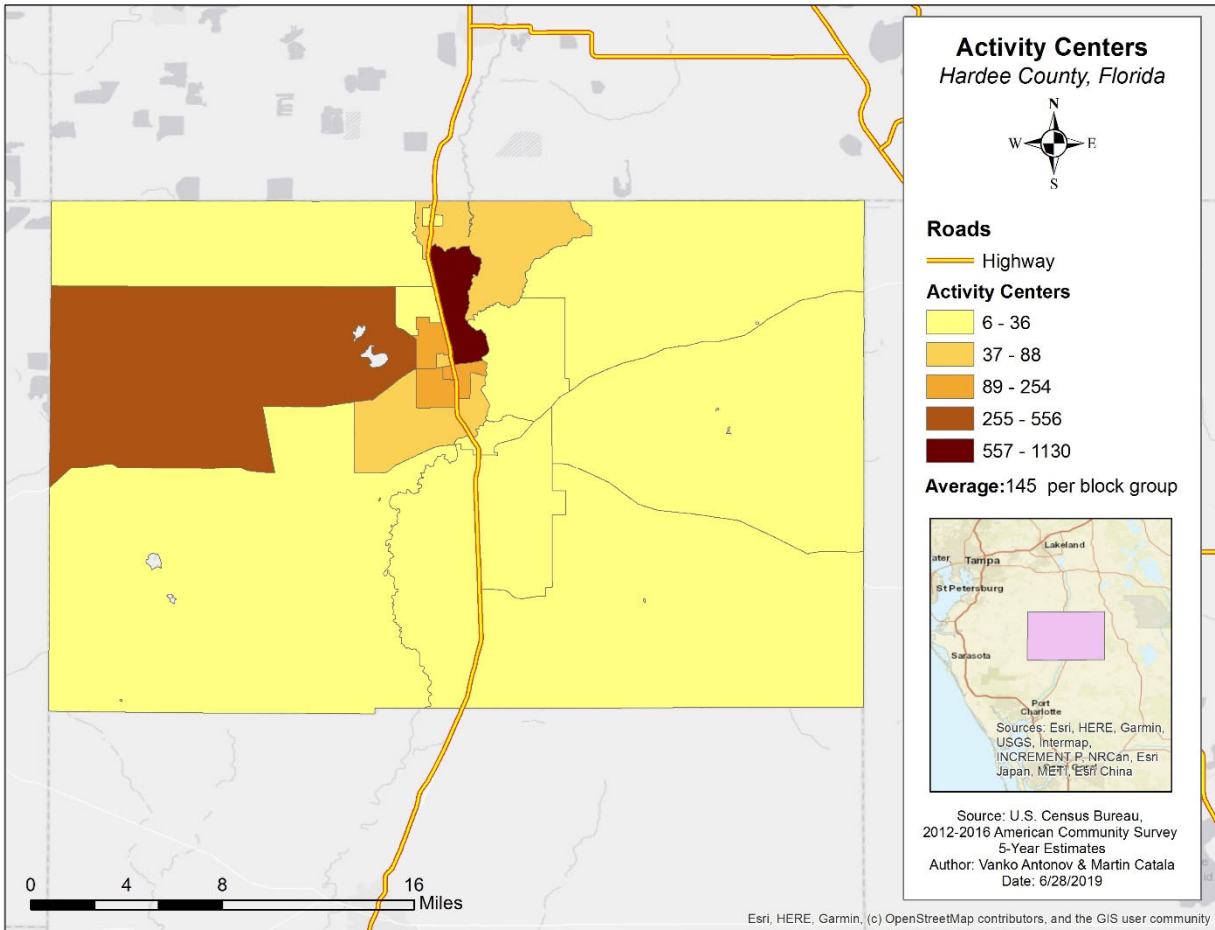 Activity Centers
Hardee County, Florida
N
W E
S
Roads
Highway
Activity Centers
6 - 36
37 - 88
89 - 254
255 - 556
557 - 1130
Average:145 per block group
Lakeland
ater Tampa
St Petersburg
Sarasota
Port
Charlotte
Sources: Esri, HERE, Garmin,
USGS, Intermap,
INCREMENT P, NRCan, Esri
Japan, METI, Esri China
Source: U.S. Census Bureau,
2012-2016 American Community Survey
5-Year Estimates
Author: Vanko Antonov & Martin Catala
Date: 6/28/2019
0 4 8 16
Miles
Esri, HERE, Garmin, (c) OpenStreetMap contributors, and the GIS user community